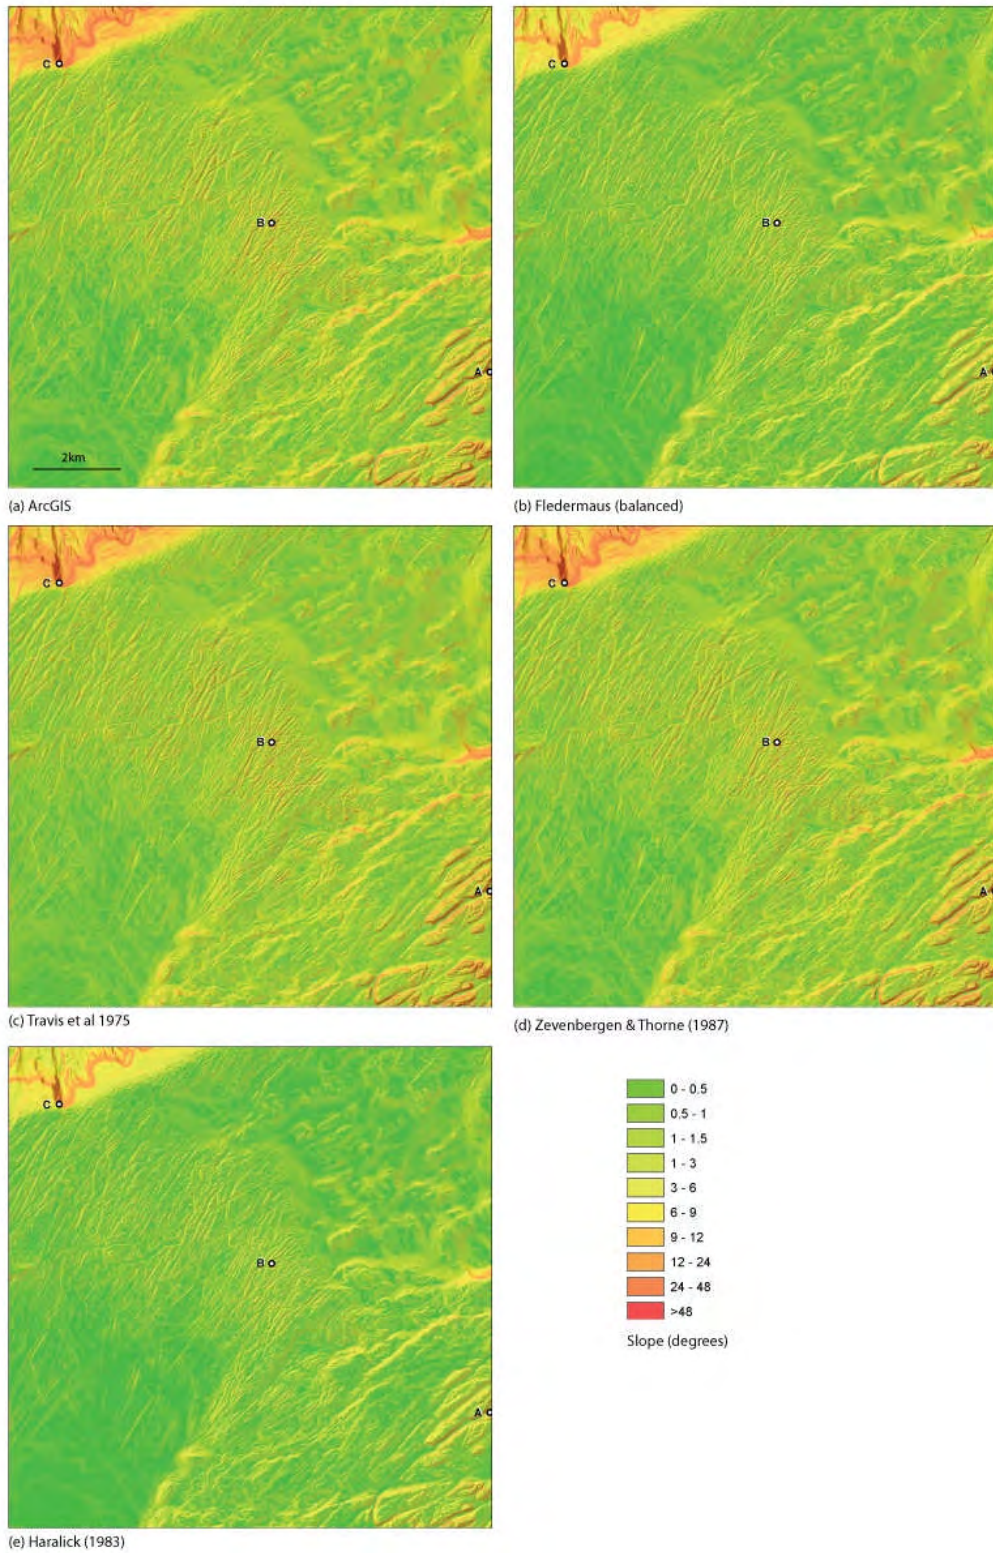 C
B
A
2km
(a) ArcGIS
C
B
A
(b) Fledermaus (balanced)
C
B
A
(c) Travis et al 1975
C
B
A
(d) Zevenbergen & Thorne (1987)
C
B
A
(e) Haralick (1983)
0 - 0.5
0.5 - 1
1 - 1.5
1 - 3
3 - 6
6 - 9
9 - 12
12 - 24
24 - 48
>48
Slope (degrees)